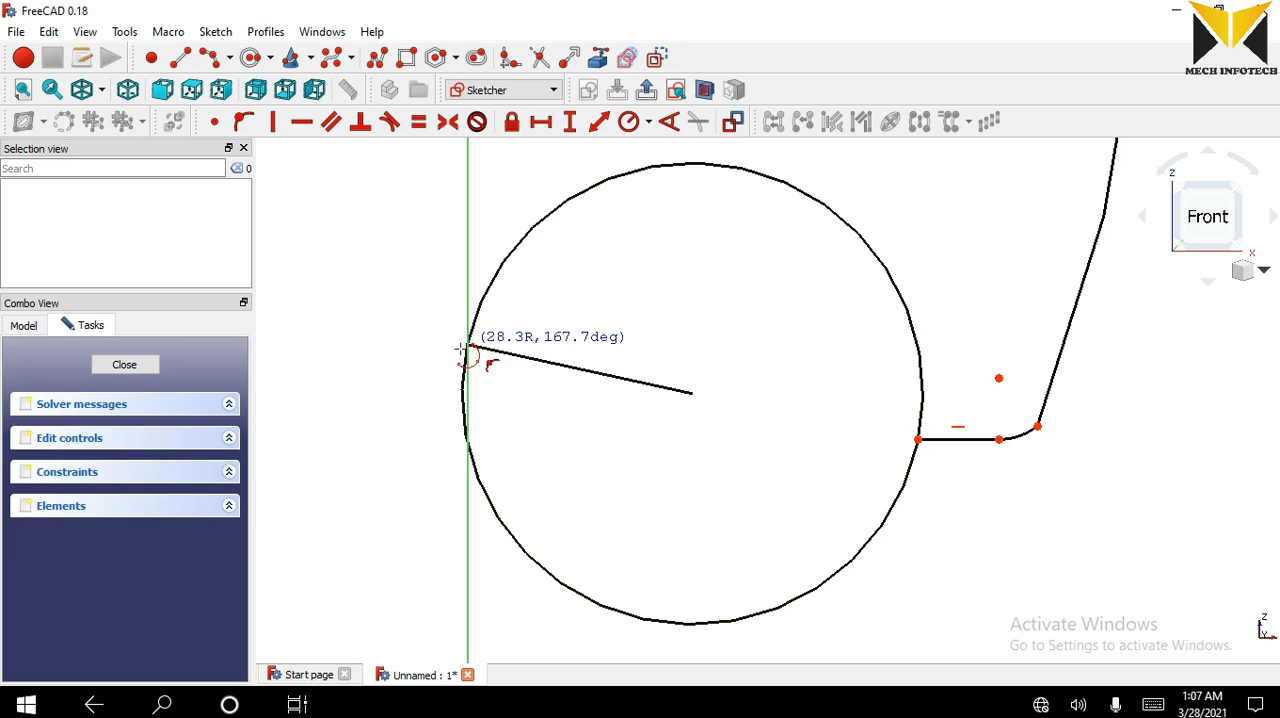 FreeCAD 0.18
File Edit View Tools Macro Sketch Profiles Windows Help
MECH INFOTECH
Sketcher
Selection view
Search
0
Combo View
Model Tasks
Close
Solver messages
Edit controls
Constraints
Elements
(28.3R,167.7deg)
Front
z
x
Activate Windows
Go to Settings to activate Windows.
Start page
Unnamed : 1*
1:07 AM
3/28/2021